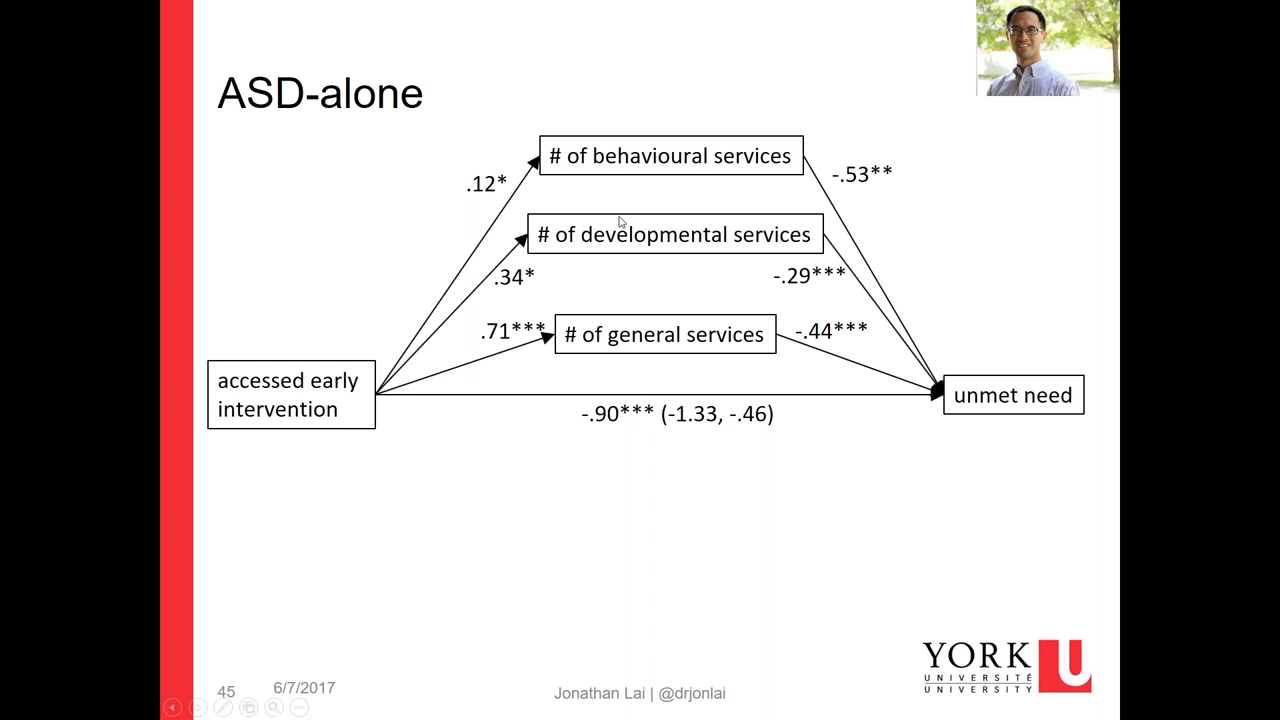 ASD-alone
# of behavioural services
.12*
-.53**
# of developmental services
.34*
-.29***
.71***
# of general services
-.44***
accessed early
intervention
unmet need
-.90*** (-1.33, -.46)
YORK U
UNIVERSITÉ
UNIVERSITY
45
6/7/2017
Jonathan Lai | @drjonlai